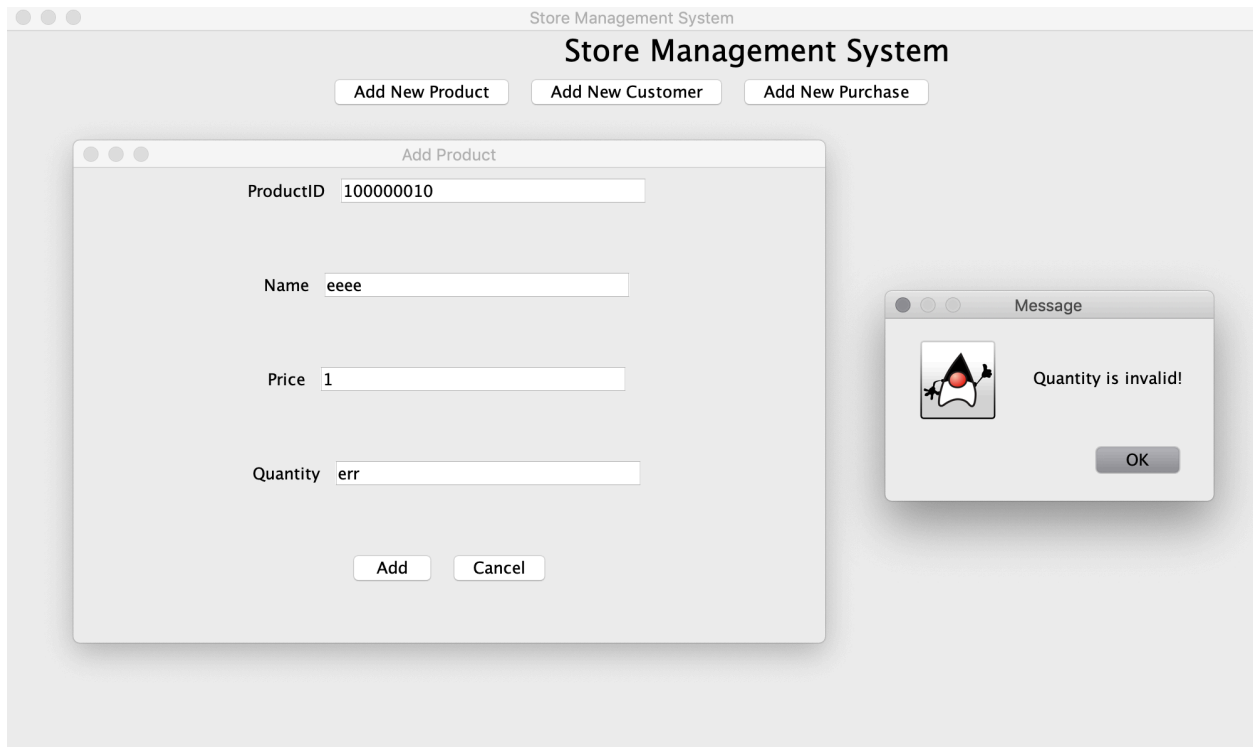 Store Management System
Store Management System
Add New Product Add New Customer Add New Purchase
Add Product
ProductID 100000010
Name eeee
Price 1
Quantity err
Add Cancel
Message
Quantity is invalid!
OK